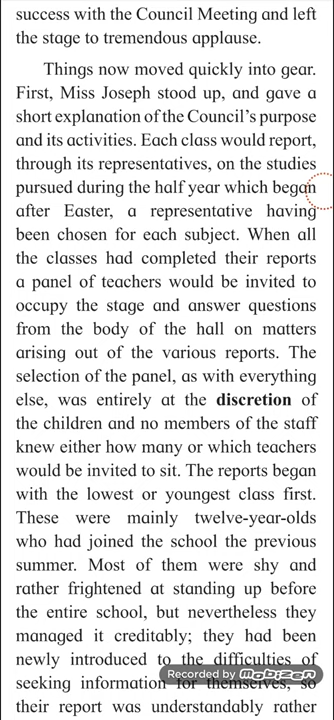 success with the Council Meeting and left
the stage to tremendous applause.
Things now moved quickly into gear.
First, Miss Joseph stood up, and gave a
short explanation of the Council's purpose
and its activities. Each class would report,
through its representatives, on the studies
pursued during the half year which began
after Easter, a representative having
been chosen for each subject. When all
the classes had completed their reports
a panel of teachers would be invited to
occupy the stage and answer questions
from the body of the hall on matters
arising out of the various reports. The
selection of the panel, as with everything
else, was entirely at the discretion of
the children and no members of the staff
knew either how many or which teachers
would be invited to sit. The reports began
with the lowest or youngest class first.
These were mainly twelve-year-olds
who had joined the school the previous
summer. Most of them were shy and
rather frightened at standing up before
the entire school, but nevertheless they
managed it creditably; they had been
newly introduced to the difficulties of
seeking information for themselves, so
their report was understandably rather
Recorded by mobizen